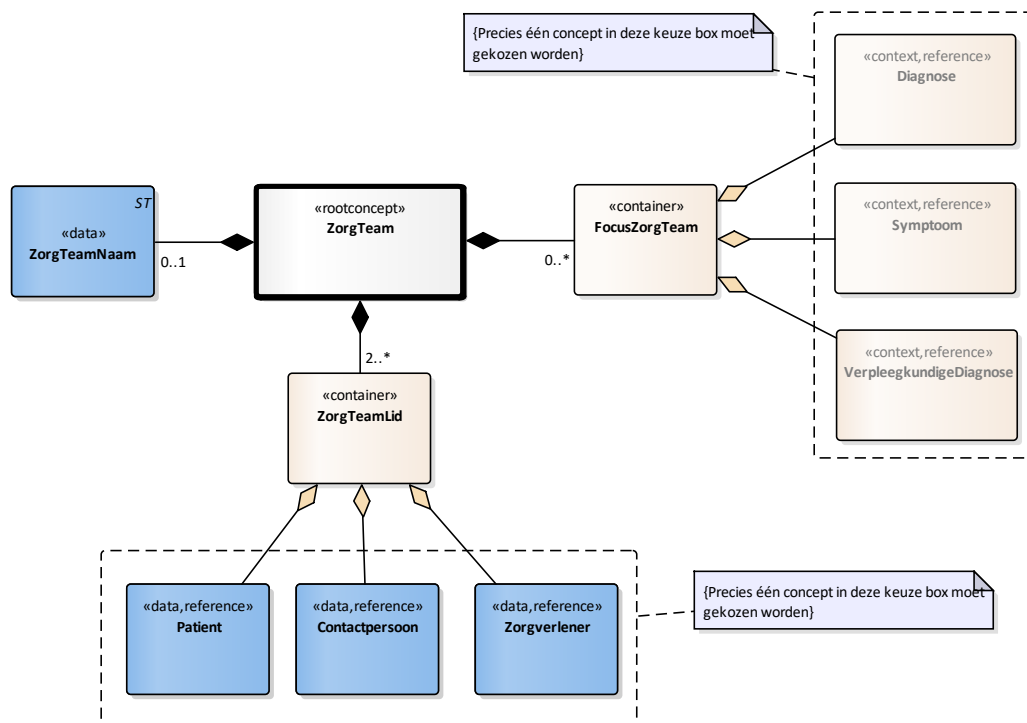 {Precies één concept in deze keuze box moet
gekozen worden}
«context,reference»
Diagnose
ST
«data»
ZorgTeamNaam
0..1
«rootconcept»
ZorgTeam
«container»
FocusZorgTeam
0..*
«context,reference»
Symptoom
«context,reference»
VerpleegkundigeDiagnose
2..*
«container»
ZorgTeamLid
«data,reference»
Patient
«data,reference»
Contactpersoon
«data,reference»
Zorgverlener
{Precies één concept in deze keuze box moet
gekozen worden}